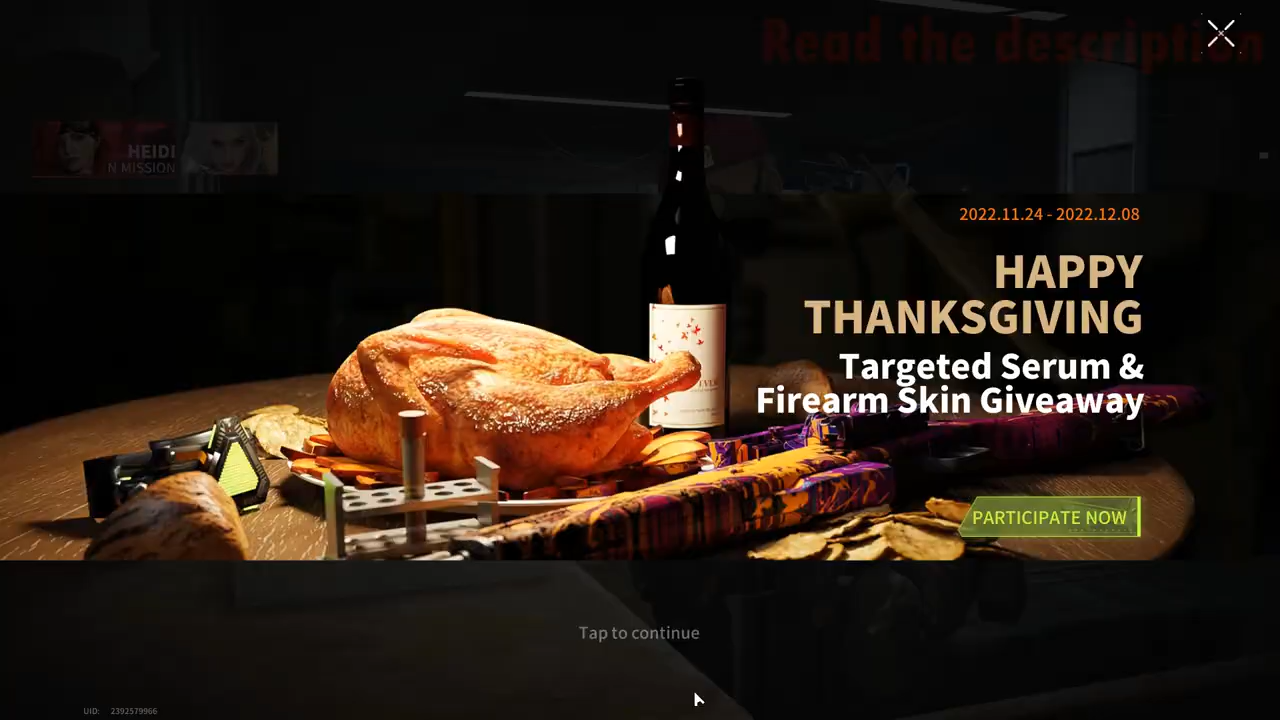 Read the description
HEIDI
N MISSION
2022.11.24 - 2022.12.08
HAPPY
THANKSGIVING
Targeted Serum &
Firearm Skin Giveaway
PARTICIPATE NOW
Tap to continue
UID: 2392579966